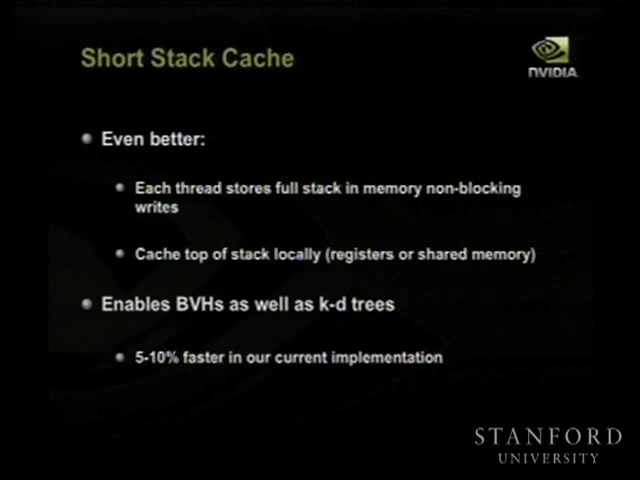 Short Stack Cache
NVIDIA
Even better:
Each thread stores full stack in memory non-blocking
writes
Cache top of stack locally (registers or shared memory)
Enables BVHs as well as k-d trees
5-10% faster in our current implementation
STANFORD
UNIVERSITY